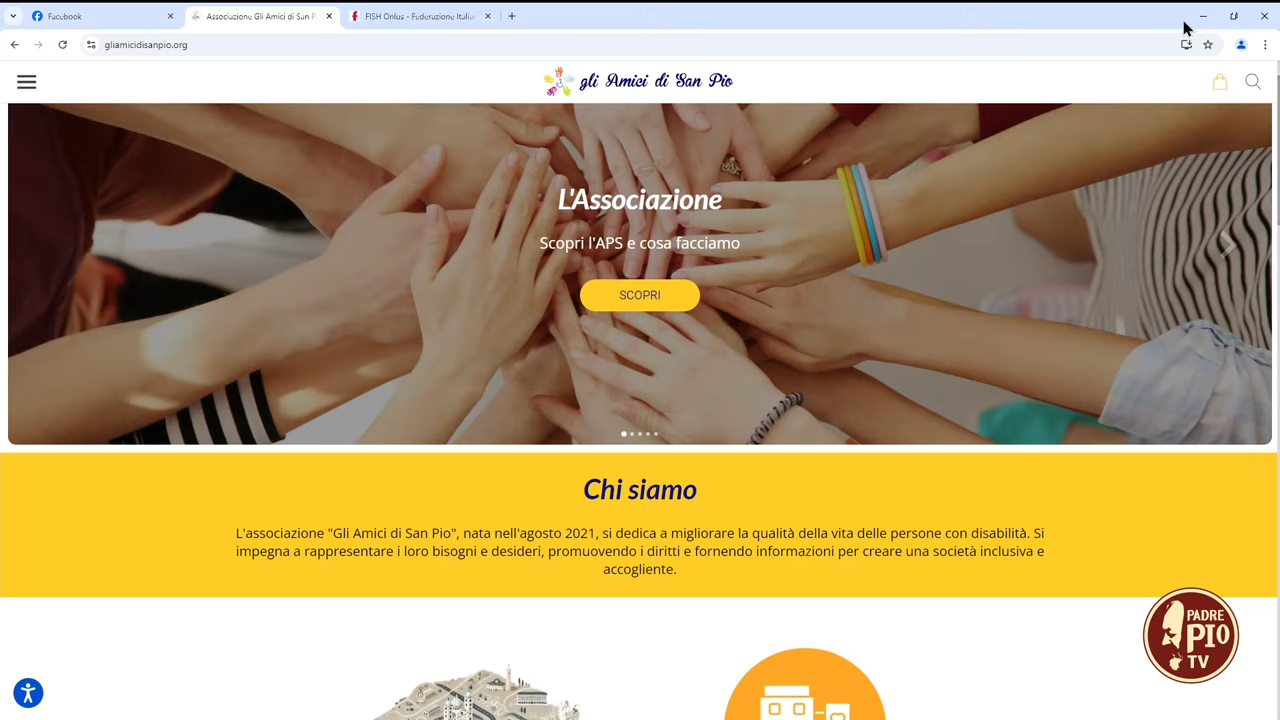 Facebook
Associazione Gli Amici di San P
FISH Onlus - Federazione Italia
gliamicidisanpio.org
gli Amici di San Pio
L'Associazione
Scopri l'APS e cosa facciamo
SCOPRI
Chi siamo
L'associazione "Gli Amici di San Pio", nata nell'agosto 2021, si dedica a migliorare la qualità della vita delle persone con disabilità. Si
impegna a rappresentare i loro bisogni e desideri, promuovendo i diritti e fornendo informazioni per creare una società inclusiva e
accogliente.
PADRE
PIO
TV